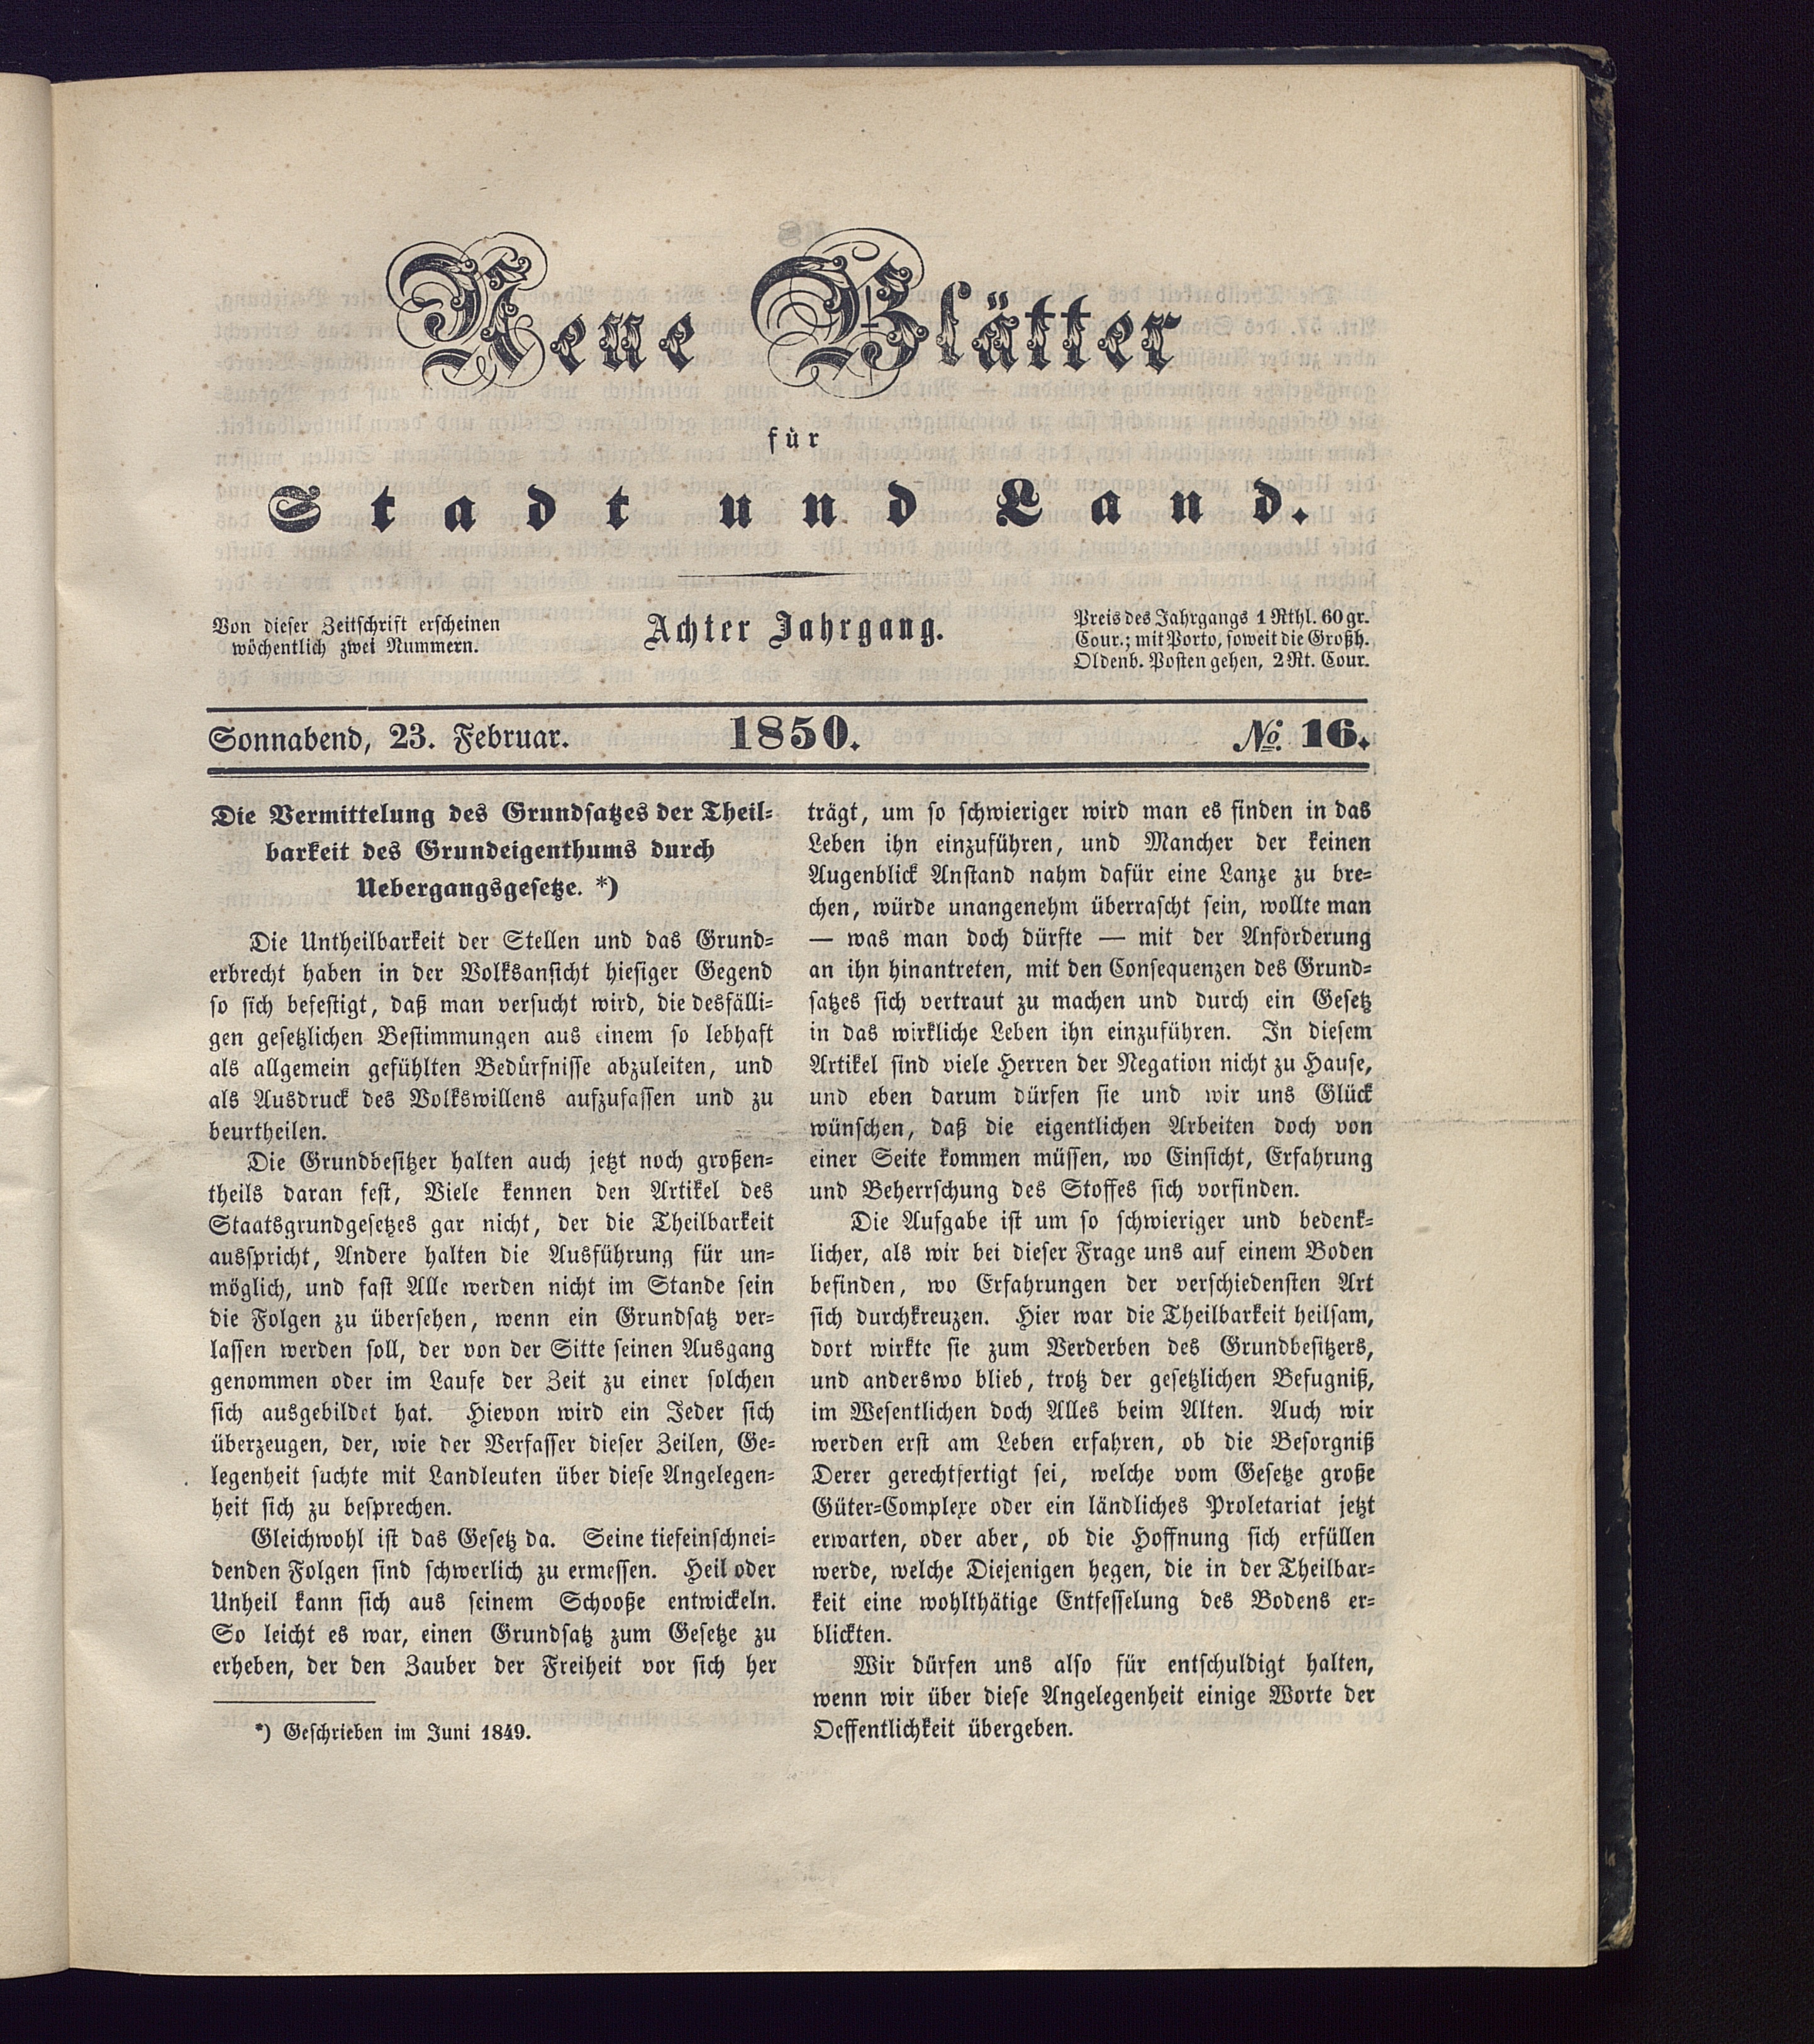 Neue Blätter
für
Stadt und Land.
Von dieser Zeitschrift erscheinen
wöchentlich zwei Nummern.
Achter Jahrgang.
Preis des Jahrgangs 1 Rthl. 60 gr.
Cour.; mit Porto, soweit die Großh.
Oldenb. Posten gehen, 2 Rt. Cour.
Sonnabend, 23. Februar.
1850.
No. 16.
Die Vermittelung des Grundsatzes der Theil-
barkeit des Grundeigenthums durch
Uebergangsgesetze. *)
Die Untheilbarkeit der Stellen und das Grund-
erbrecht haben in der Volksansicht hiesiger Gegend
so sich befestigt, daß man versucht wird, die desfälli-
gen gesetzlichen Bestimmungen aus einem so lebhaft
als allgemein gefühlten Bedürfnisse abzuleiten, und
als Ausdruck des Volkswillens aufzufassen und zu
beurtheilen.
Die Grundbesitzer halten auch jetzt noch großen-
theils daran fest, Viele kennen den Artikel des
Staatsgrundgesetzes gar nicht, der die Theilbarkeit
ausspricht, Andere halten die Ausführung für un-
möglich, und fast Alle werden nicht im Stande sein
die Folgen zu übersehen, wenn ein Grundsatz ver-
lassen werden soll, der von der Sitte seinen Ausgang
genommen oder im Laufe der Zeit zu einer solchen
sich ausgebildet hat. Hievon wird ein Jeder sich
überzeugen, der, wie der Verfasser dieser Zeilen, Ge-
legenheit suchte mit Landleuten über diese Angelegen-
heit sich zu besprechen.
Gleichwohl ist das Gesetz da. Seine tiefeinschnei-
denden Folgen sind schwerlich zu ermessen. Heil oder
Unheil kann sich aus seinem Schooße entwickeln.
So leicht es war, einen Grundsatz zum Gesetze zu
erheben, der den Zauber der Freiheit vor sich her
*) Geschrieben im Juni 1849.
trägt, um so schwieriger wird man es finden in das
Leben ihn einzuführen, und Mancher der keinen
Augenblick Anstand nahm dafür eine Lanze zu bre-
chen, würde unangenehm überrascht sein, wollte man
— was man doch dürfte — mit der Anforderung
an ihn hinantreten, mit den Consequenzen des Grund-
satzes sich vertraut zu machen und durch ein Gesetz
in das wirkliche Leben ihn einzuführen. In diesem
Artikel sind viele Herren der Negation nicht zu Hause,
und eben darum dürfen sie und wir uns Glück
wünschen, daß die eigentlichen Arbeiten doch von
einer Seite kommen müssen, wo Einsicht, Erfahrung
und Beherrschung des Stoffes sich vorfinden.
Die Aufgabe ist um so schwieriger und bedenk-
licher, als wir bei dieser Frage uns auf einem Boden
befinden, wo Erfahrungen der verschiedensten Art
sich durchkreuzen. Hier war die Theilbarkeit heilsam,
dort wirkte sie zum Verderben des Grundbesitzers,
und anderswo blieb, trotz der gesetzlichen Befugniß,
im Wesentlichen doch Alles beim Alten. Auch wir
werden erst am Leben erfahren, ob die Besorgniß
Derer gerechtfertigt sei, welche vom Gesetze große
Güter-Complexe oder ein ländliches Proletariat jetzt
erwarten, oder aber, ob die Hoffnung sich erfüllen
werde, welche Diejenigen hegen, die in der Theilbar-
keit eine wohlthätige Entfesselung des Bodens er-
blickten.
Wir dürfen uns also für entschuldigt halten,
wenn wir über diese Angelegenheit einige Worte der
Oeffentlichkeit übergeben.